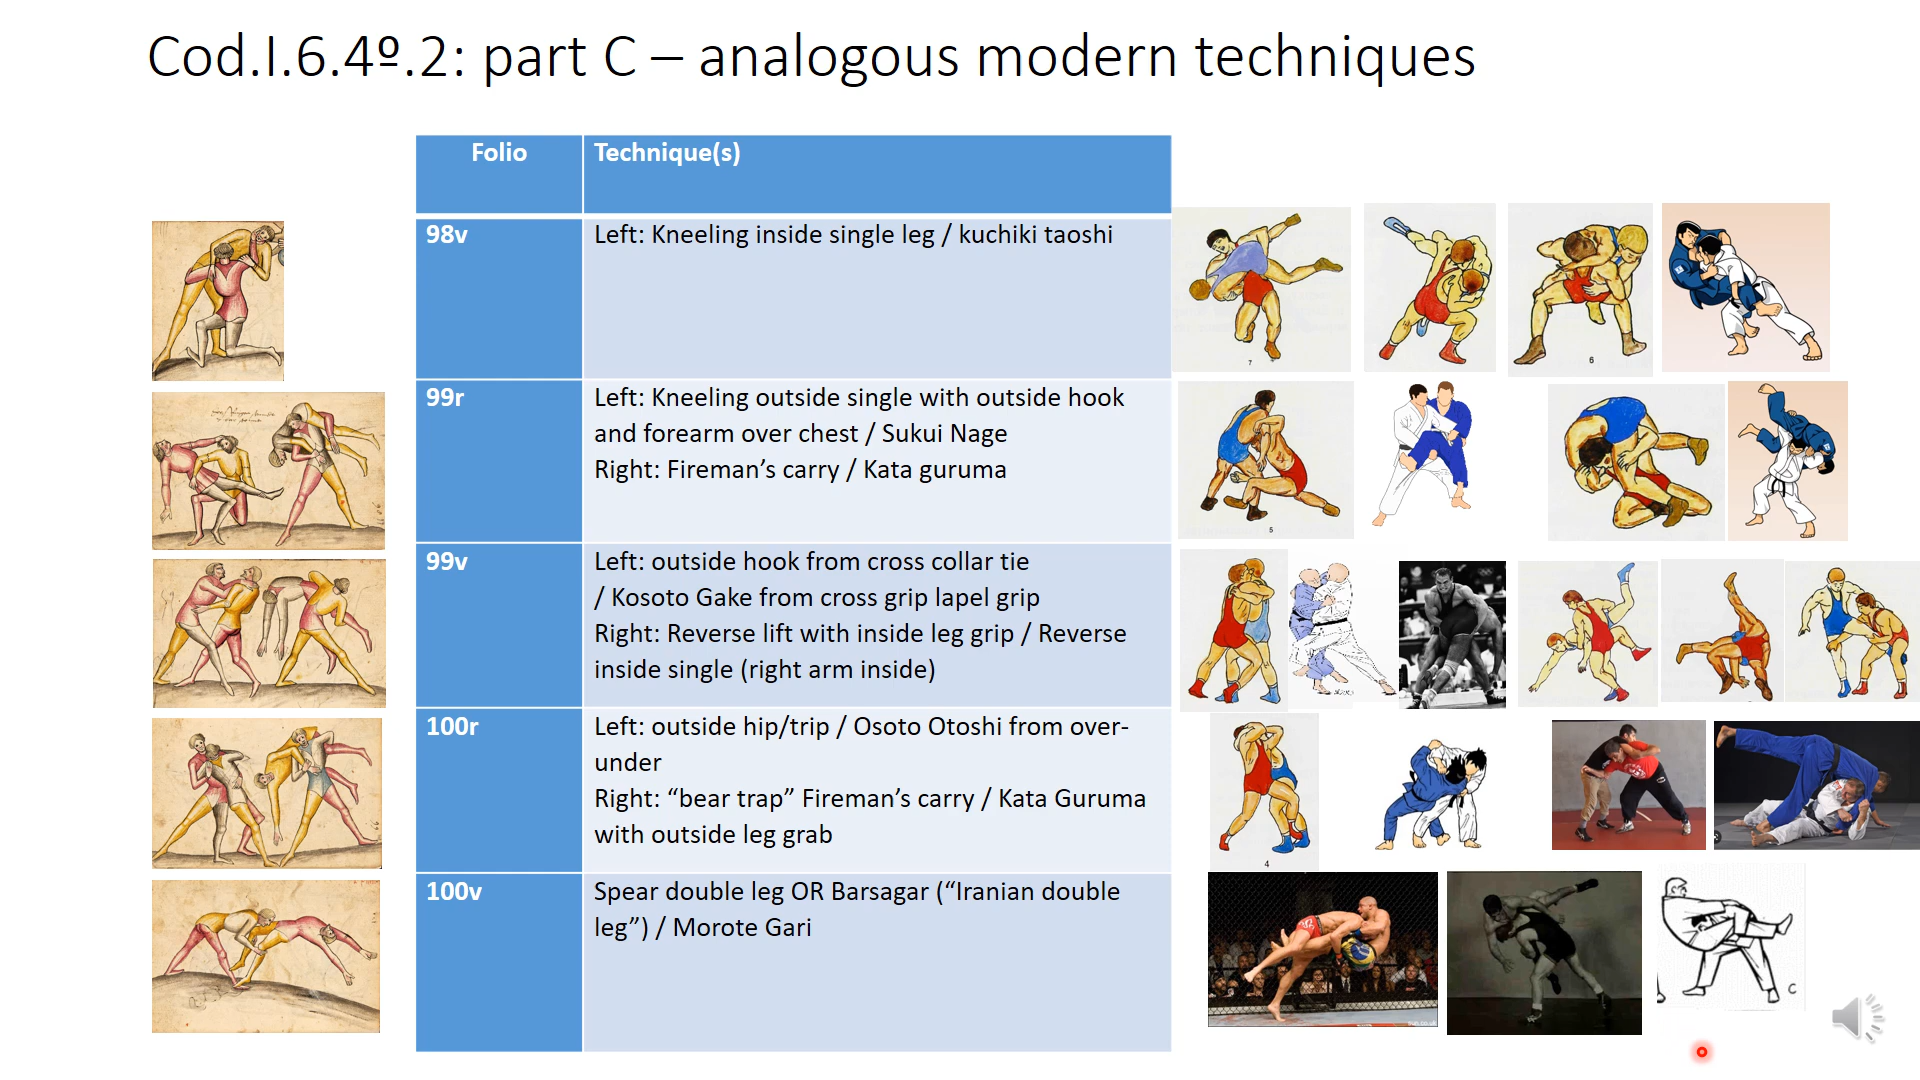 Cod.I.6.4º.2: part C – analogous modern techniques
Folio
Technique(s)
98v
Left: Kneeling inside single leg / kuchiki taoshi
7
6
99r
Left: Kneeling outside single with outside hook
and forearm over chest / Sukui Nage
Right: Fireman’s carry / Kata guruma
5
99v
Left: outside hook from cross collar tie
/ Kosoto Gake from cross grip lapel grip
Right: Reverse lift with inside leg grip / Reverse
inside single (right arm inside)
100r
Left: outside hip/trip / Osoto Otoshi from over-
under
Right: “bear trap” Fireman’s carry / Kata Guruma
with outside leg grab
4
100v
Spear double leg OR Barsagar (“Iranian double
leg”) / Morote Gari
C